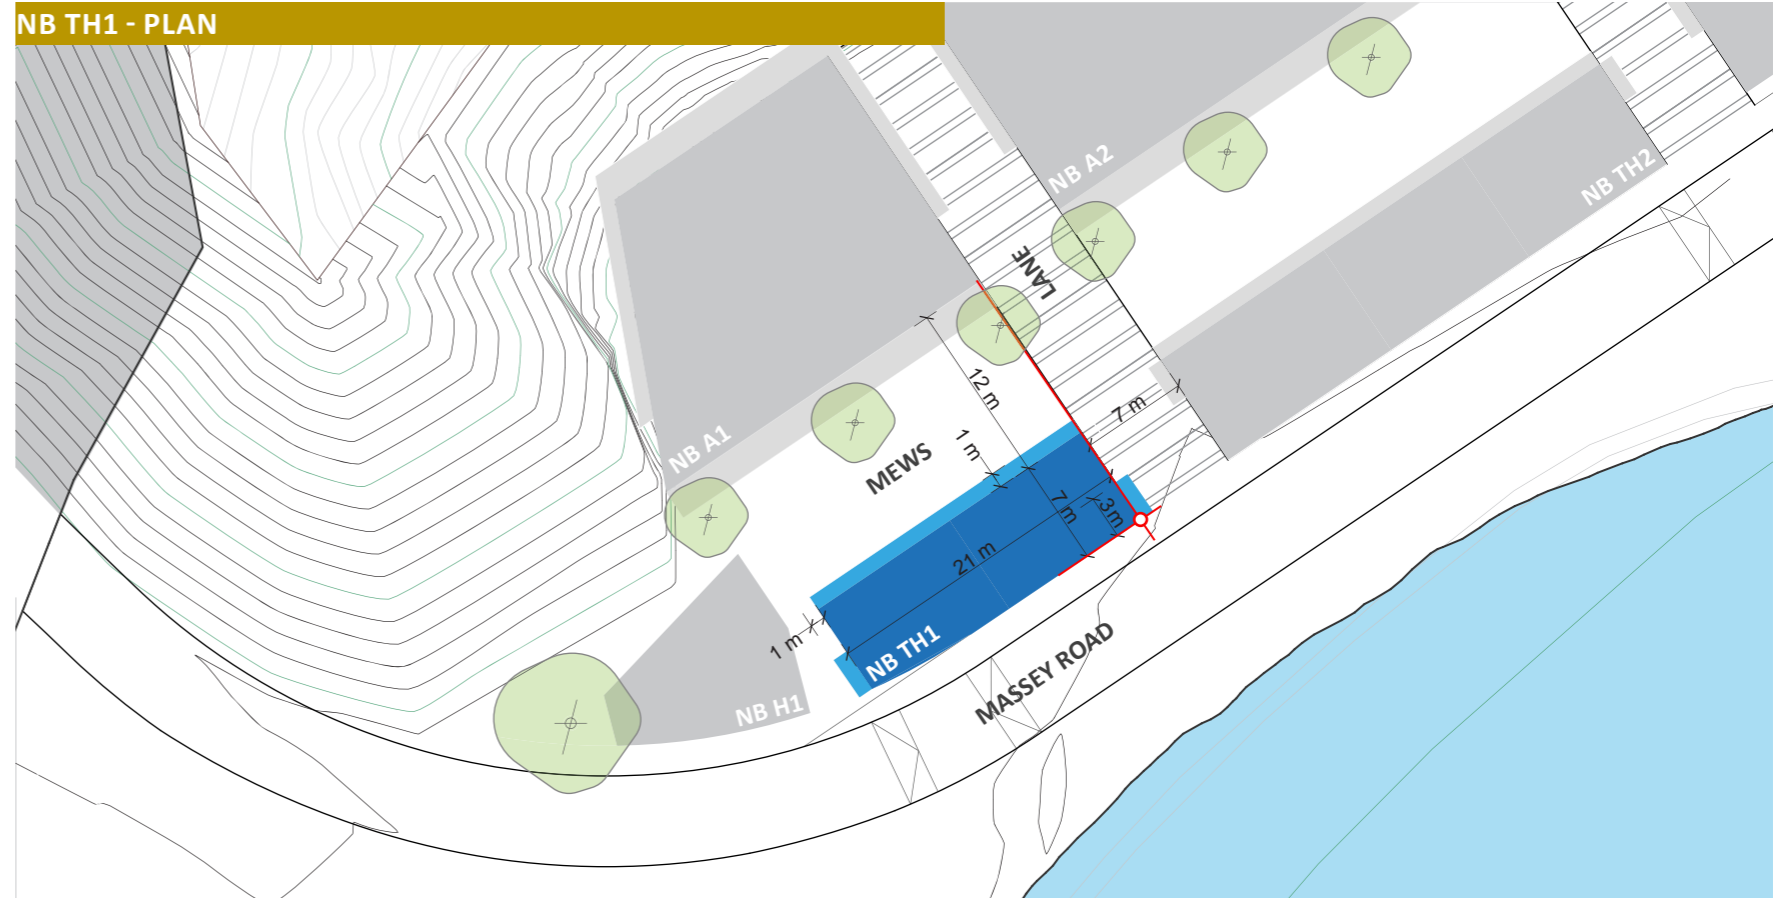 NB TH1 - PLAN
NB A2
NB TH2
LANE
12 m
7 m
NB A1
MEWS
1 m
7 m
3m
21 m
1 m
NB TH1
MASSEY ROAD
NB H1